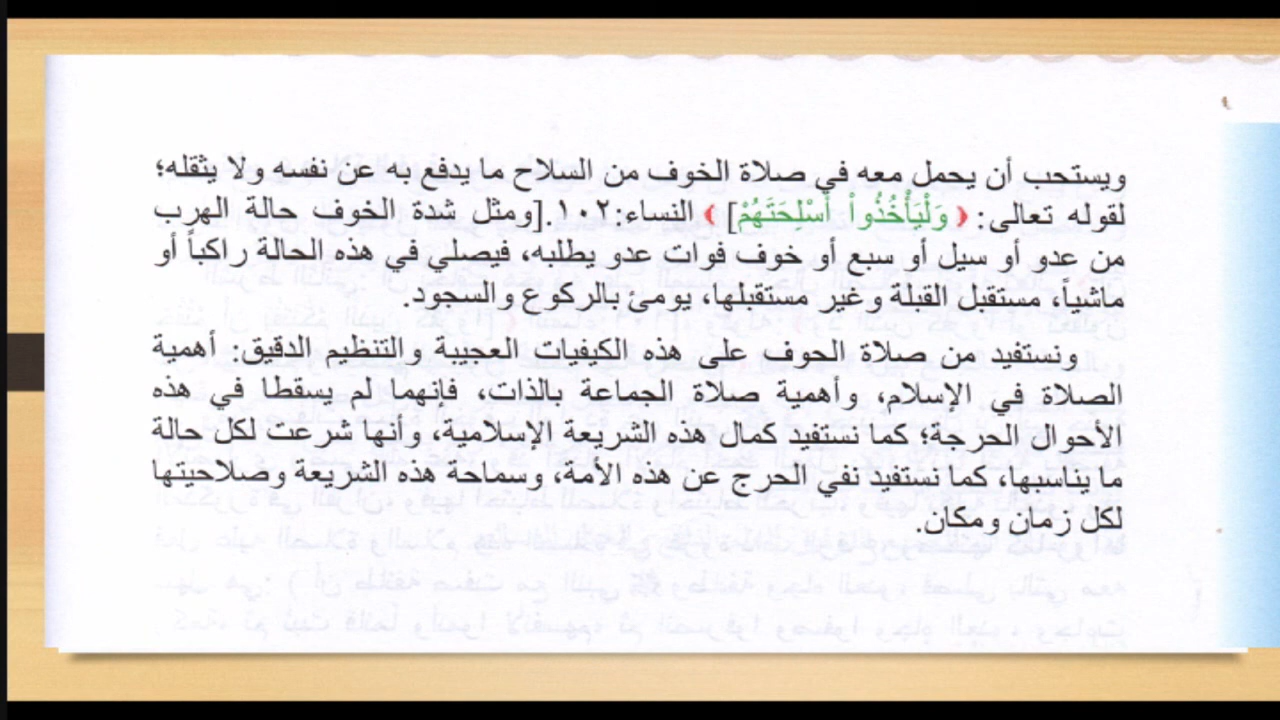 ويستحب أن يحمل معه في صلاة الخوف من السلاح ما يدفع به عن نفسه ولا يثقله؛
لقوله تعالى: ﴿ وَلْيَأْخُذُواْ أَسْلِحَتَهُمْ] ﴾ النساء:١٠٢.[ومثل شدة الخوف حالة الهرب
من عدو أو سيل أو سبع أو خوف فوات عدو يطلبه، فيصلي في هذه الحالة راكباً أو
ماشياً، مستقبل القبلة وغير مستقبلها، يومئ بالركوع والسجود.
ونستفيد من صلاة الحوف على هذه الكيفيات العجيبة والتنظيم الدقيق: أهمية
الصلاة في الإسلام، وأهمية صلاة الجماعة بالذات، فإنهما لم يسقطا في هذه
الأحوال الحرجة؛ كما نستفيد كمال هذه الشريعة الإسلامية، وأنها شرعت لكل حالة
ما يناسبها، كما نستفيد نفي الحرج عن هذه الأمة، وسماحة هذه الشريعة وصلاحيتها
لكل زمان ومكان.